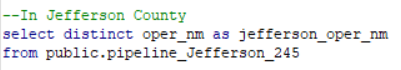 --In Jefferson County
select distinct oper_nm as jefferson_oper_nm
from public.pipeline_Jefferson_245